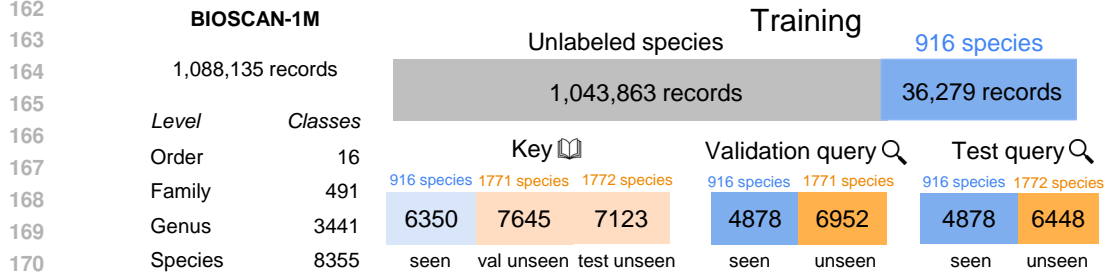 162
163
164
165
166
167
168
169
170
BIOSCAN-1M
1,088,135 records
Level Classes
Order 16
Family 491
Genus 3441
Species 8355
Training
Unlabeled species 916 species
1,043,863 records 36,279 records
Key
916 species 1771 species 1772 species
6350 7645 7123
seen val unseen test unseen
Validation query
916 species 1771 species
4878 6952
seen unseen
Test query
916 species 1772 species
4878 6448
seen unseen